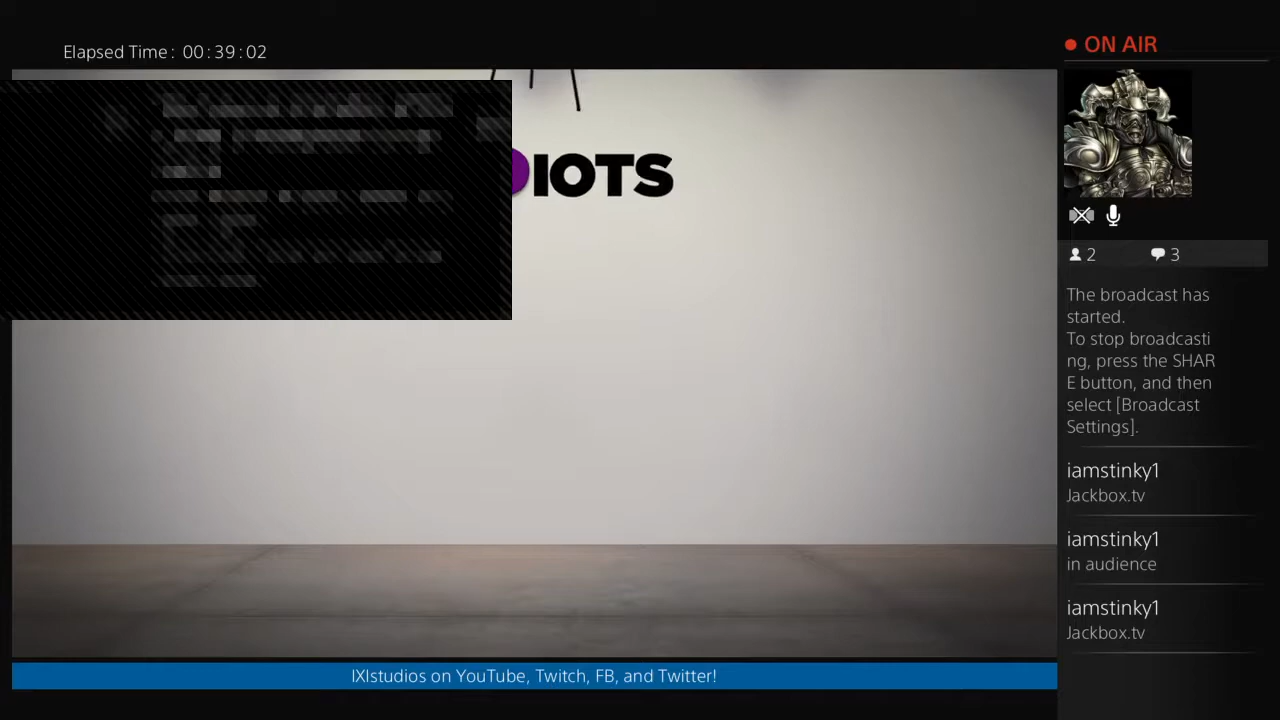 Elapsed Time: 00:39:02
ON AIR
IOTS
2 3
The broadcast has
started.
To stop broadcasti
ng, press the SHAR
E button, and then
select [Broadcast
Settings].
iamstinky1
Jackbox.tv
iamstinky1
in audience
iamstinky1
Jackbox.tv
IXIstudios on YouTube, Twitch, FB, and Twitter!